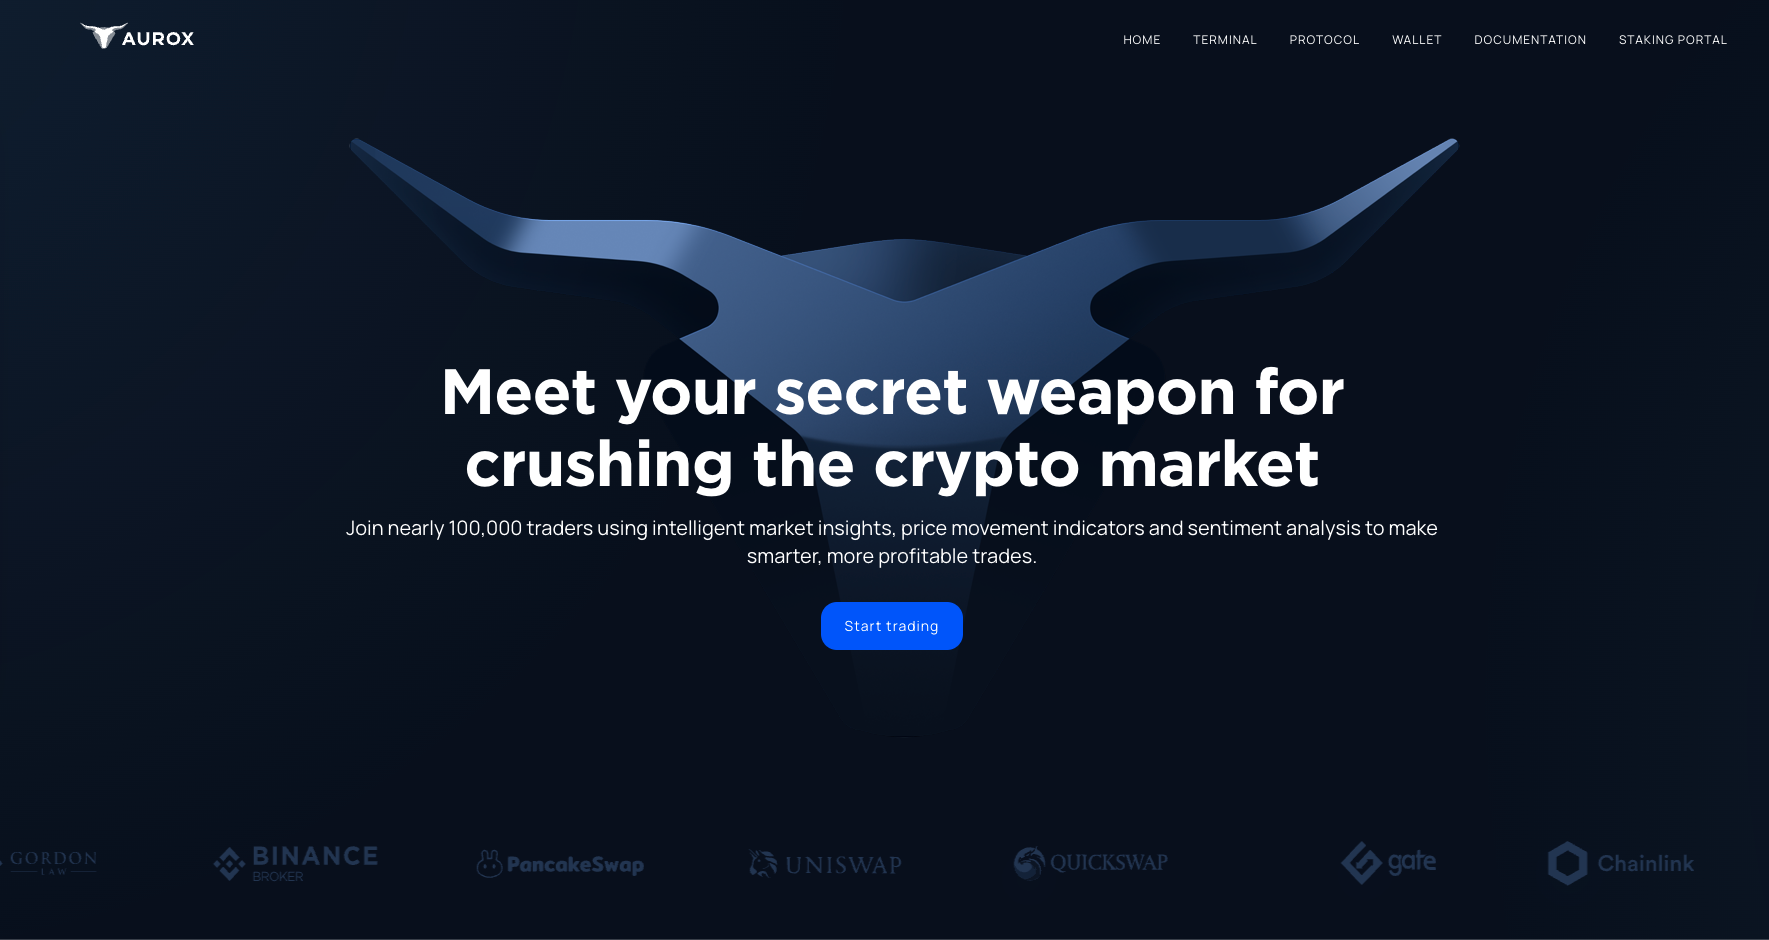 AUROX
HOME TERMINAL PROTOCOL WALLET DOCUMENTATION STAKING PORTAL
Meet your secret weapon for
crushing the crypto market
Join nearly 100,000 traders using intelligent market insights, price movement indicators and sentiment analysis to make
smarter, more profitable trades.
Start trading
GORDON
LAW
BINANCE
BROKER
PancakeSwap
UNISWAP
QUICKSWAP
gate
Chainlink